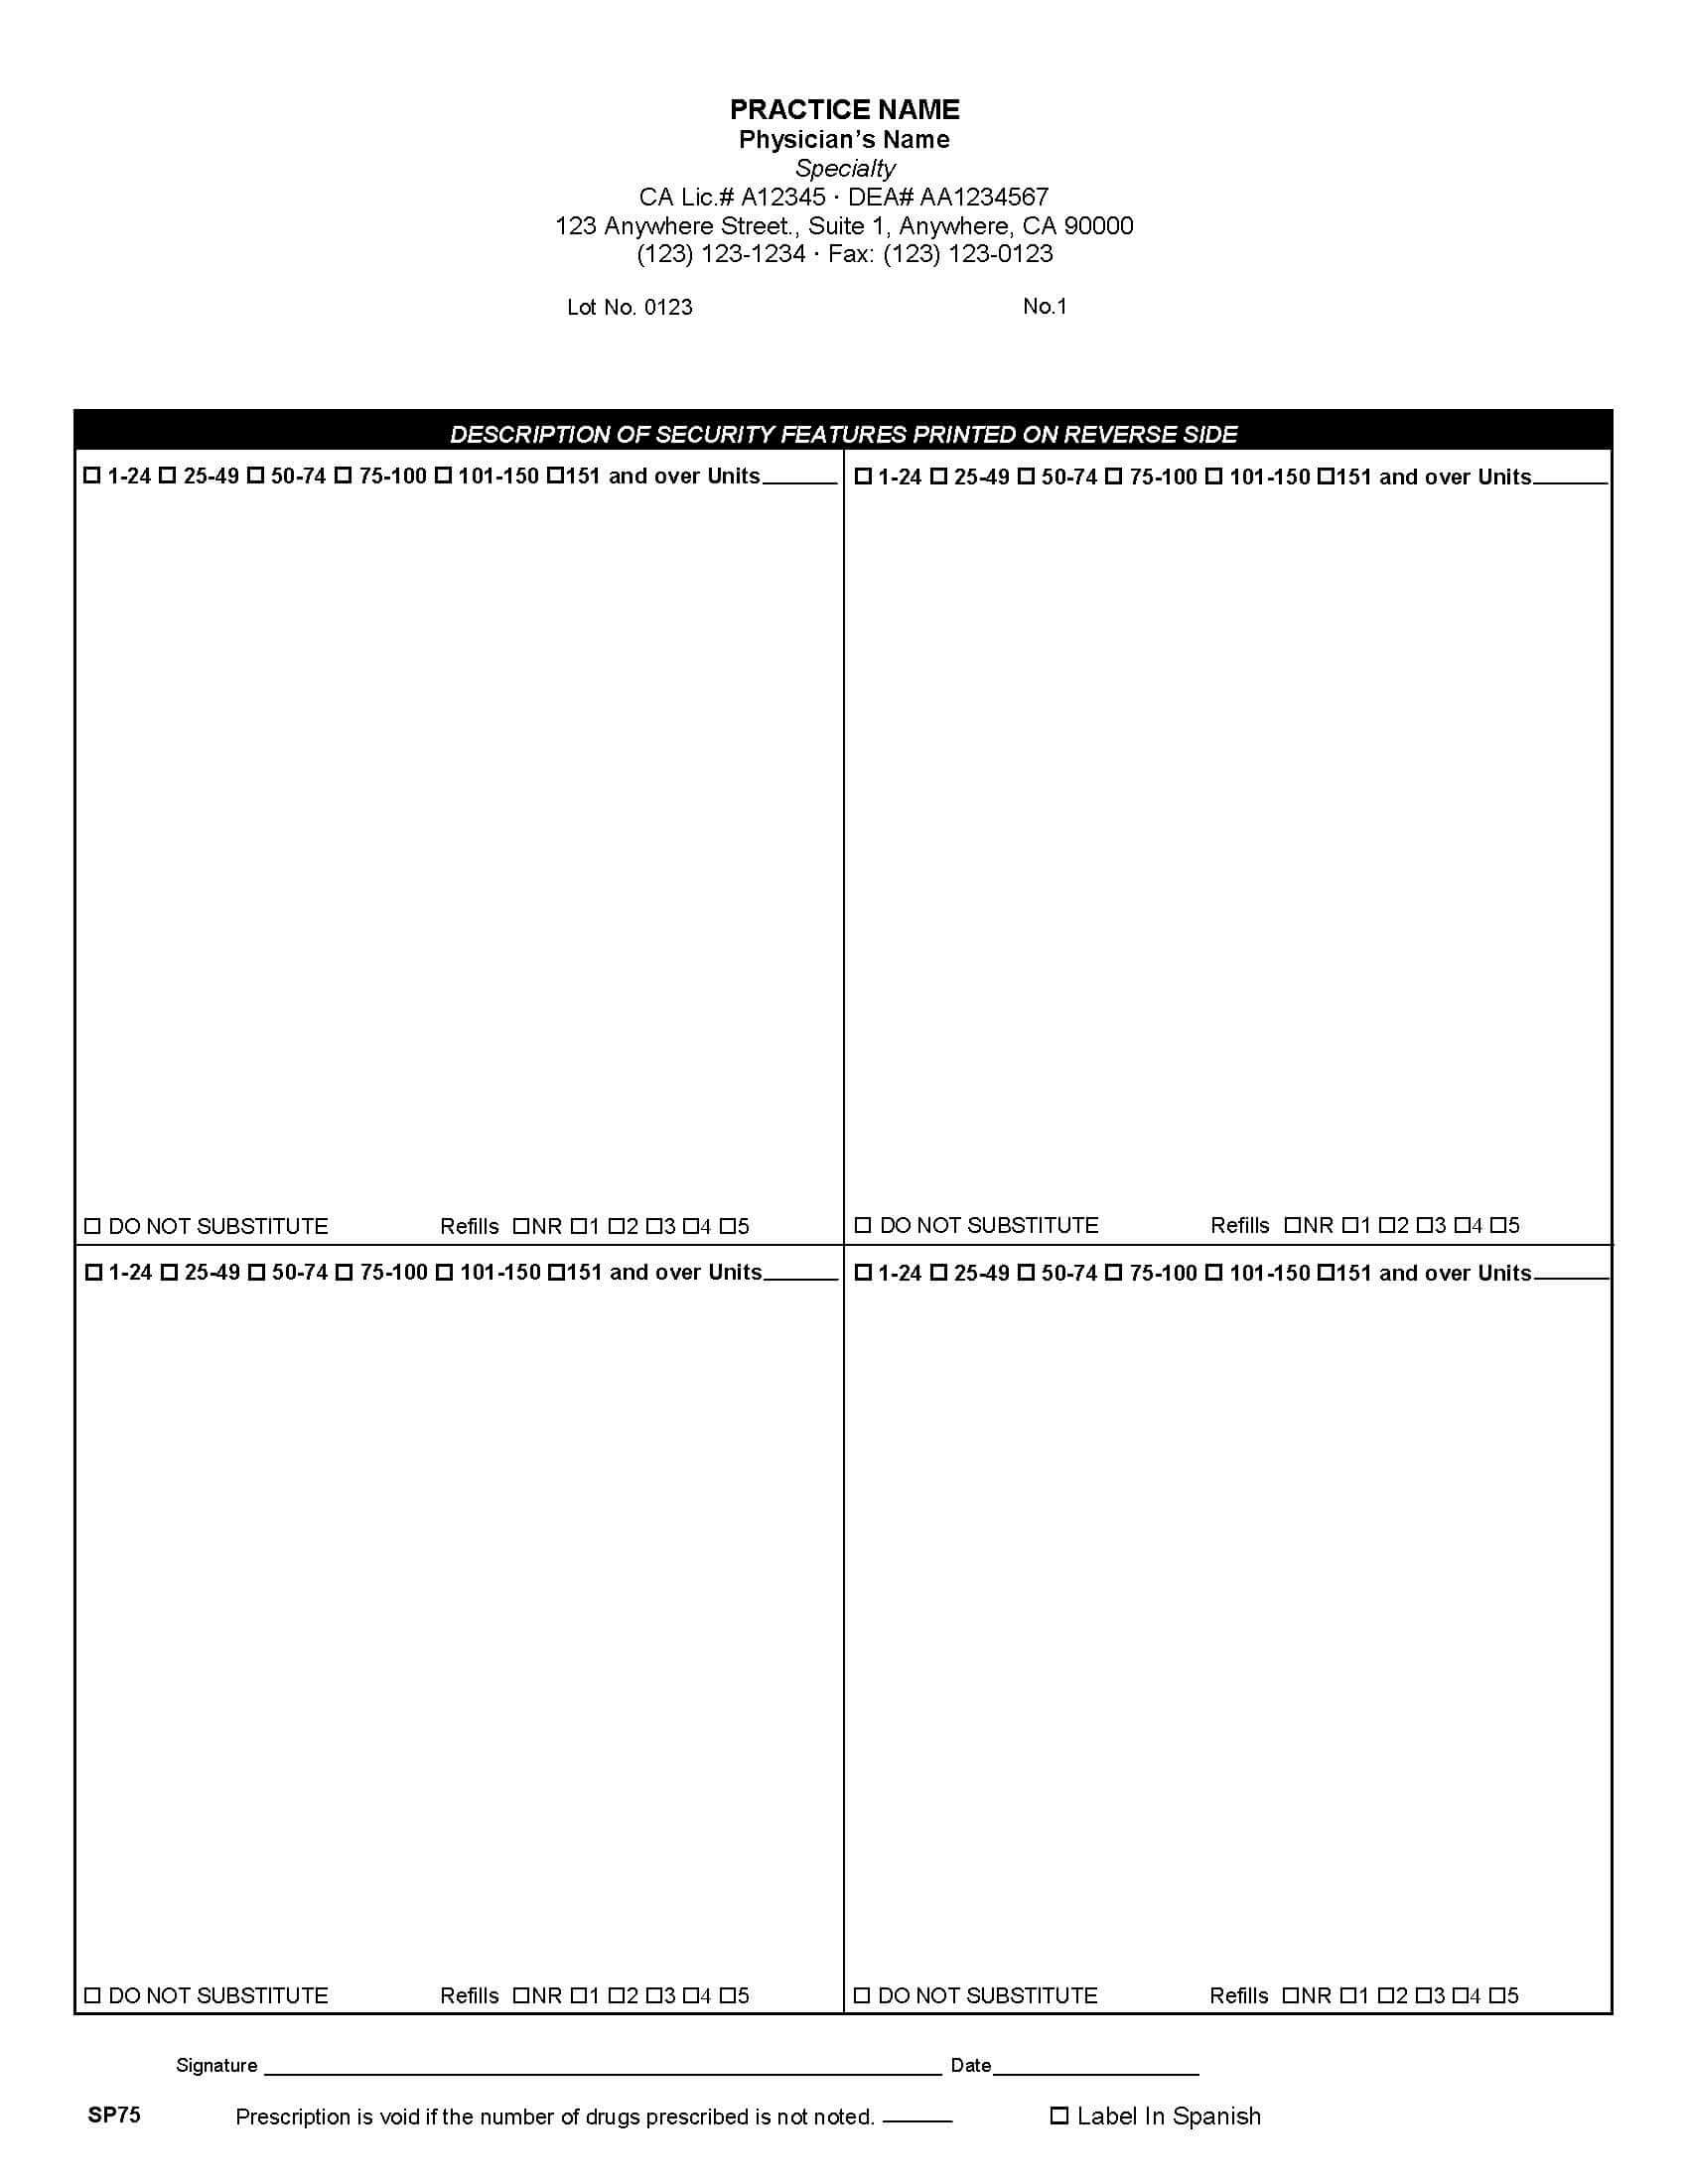 PRACTICE NAME
Physician's Name
Specialty
CA Lic.# A12345 · DEA# AA1234567
123 Anywhere Street., Suite 1, Anywhere, CA 90000
(123) 123-1234 · Fax: (123) 123-0123
Lot No. 0123 No.1
DESCRIPTION OF SECURITY FEATURES PRINTED ON REVERSE SIDE
☐ 1-24 ☐ 25-49 ☐ 50-74 ☐ 75-100 ☐ 101-150 ☐151 and over Units______
☐ 1-24 ☐ 25-49 ☐ 50-74 ☐ 75-100 ☐ 101-150 ☐151 and over Units______
☐ DO NOT SUBSTITUTE Refills ☐NR ☐1 ☐2 ☐3 ☐4 ☐5
☐ DO NOT SUBSTITUTE Refills ☐NR ☐1 ☐2 ☐3 ☐4 ☐5
☐ 1-24 ☐ 25-49 ☐ 50-74 ☐ 75-100 ☐ 101-150 ☐151 and over Units______
☐ 1-24 ☐ 25-49 ☐ 50-74 ☐ 75-100 ☐ 101-150 ☐151 and over Units______
☐ DO NOT SUBSTITUTE Refills ☐NR ☐1 ☐2 ☐3 ☐4 ☐5
☐ DO NOT SUBSTITUTE Refills ☐NR ☐1 ☐2 ☐3 ☐4 ☐5
Signature ______ Date______
SP75 Prescription is void if the number of drugs prescribed is not noted. ______ ☐ Label In Spanish